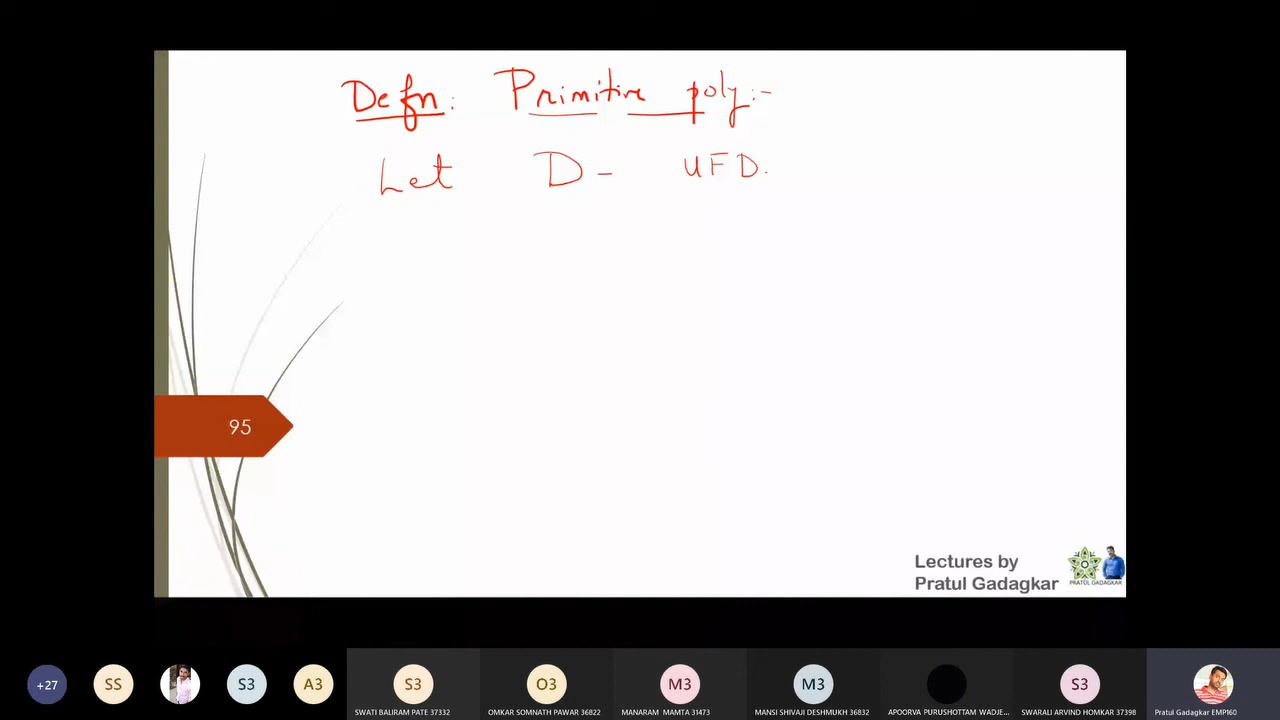 Defn: Primitive poly:-
Let D - UFD.
95
Lectures by
Pratul Gadagkar
PRATUL GADAGKAR
+27
SS
S3
A3
S3
O3
M3
M3
S3
SWATI BALIRAM PATE 37332
OMKAR SOMNATH PAWAR 36822
MANARAM MAMTA 31473
MANSI SHIVAJI DESHMUKH 36832
APOORVA PURUSHOTTAM WADJE...
SWARALI ARVIND HOMKAR 37398
Pratul Gadagkar EMP160